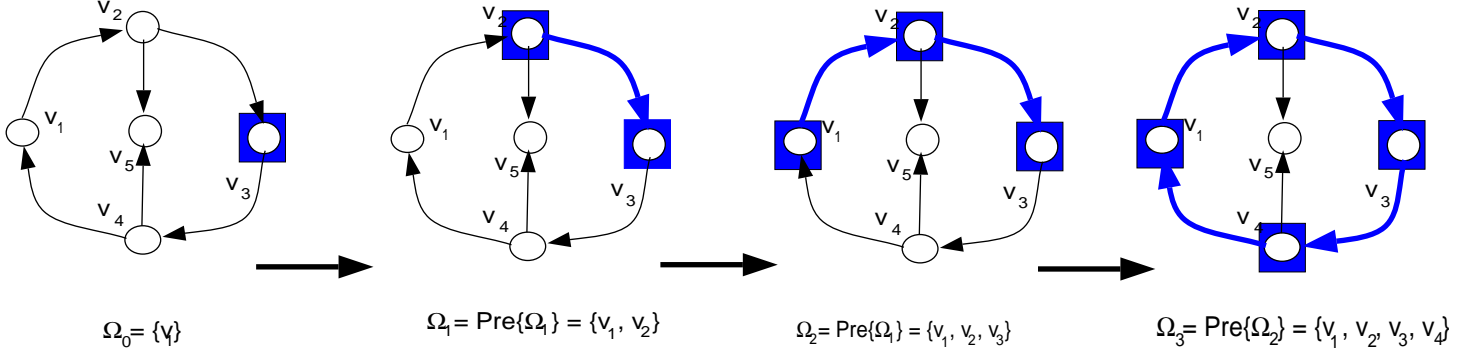 v2
v1
v5
v3
v4
v2
v1
v5
v3
v4
v2
v1
v5
v3
v4
v2
v1
v5
v3
v4
Ω0= {v1}
Ω1= Pre{Ω1} = {v1, v2}
Ω2= Pre{Ω1} = {v1, v2, v3}
Ω3= Pre{Ω2} = {v1, v2, v3, v4}